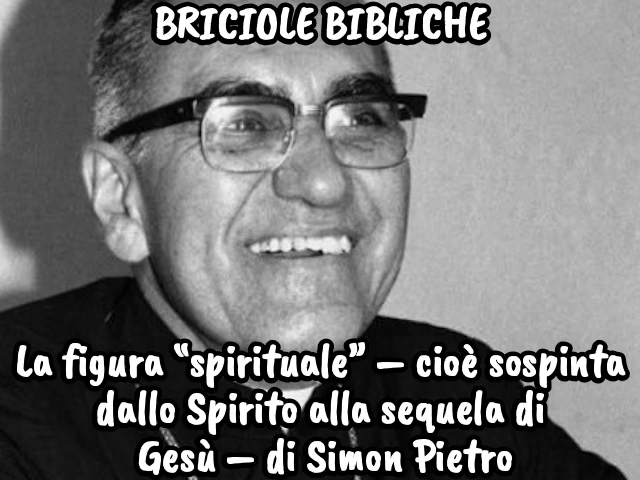 BRICIOLE BIBLICHE
La figura “spirituale” – cioè sospinta
dallo Spirito alla sequela di
Gesù – di Simon Pietro